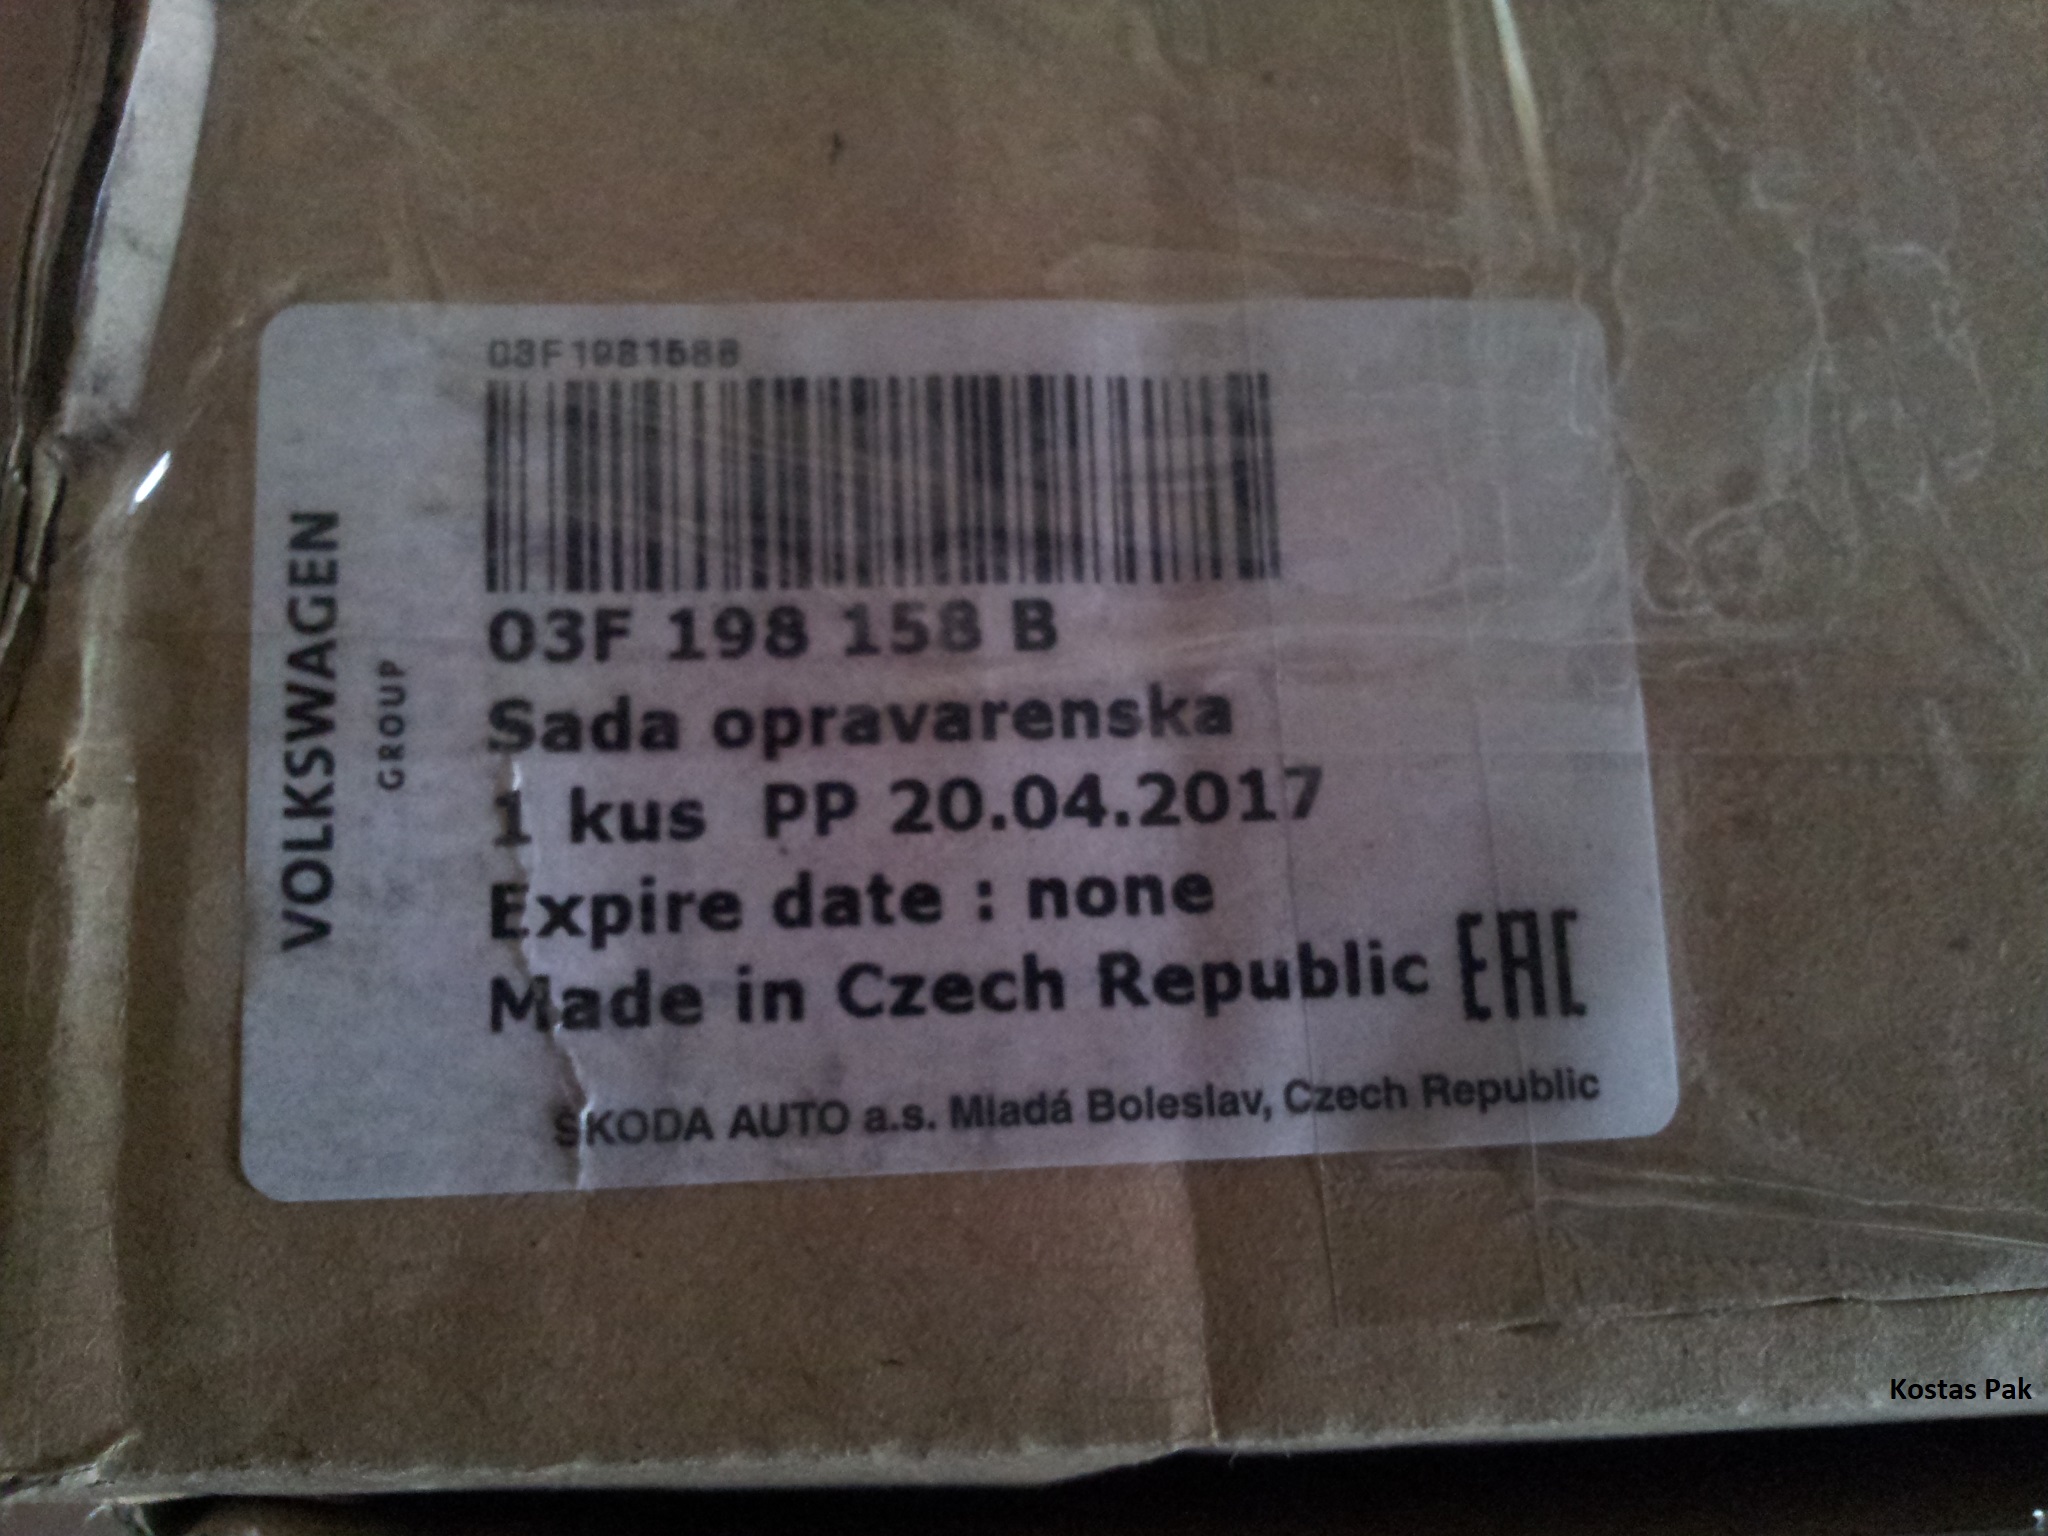 VOLKSWAGEN
GROUP
03F198158B
03F 198 158 B
Sada opravarenska
1 kus PP 20.04.2017
Expire date : none
Made in Czech Republic EAC
ŠKODA AUTO a.s. Mladá Boleslav, Czech Republic
Kostas Pak